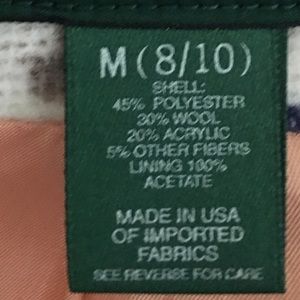 M (8/10)
SHELL:
45% POLYESTER
30% WOOL
20% ACRYLIC
5% OTHER FIBERS
LINING 100%
ACETATE
MADE IN USA
OF IMPORTED
FABRICS
SEE REVERSE FOR CARE